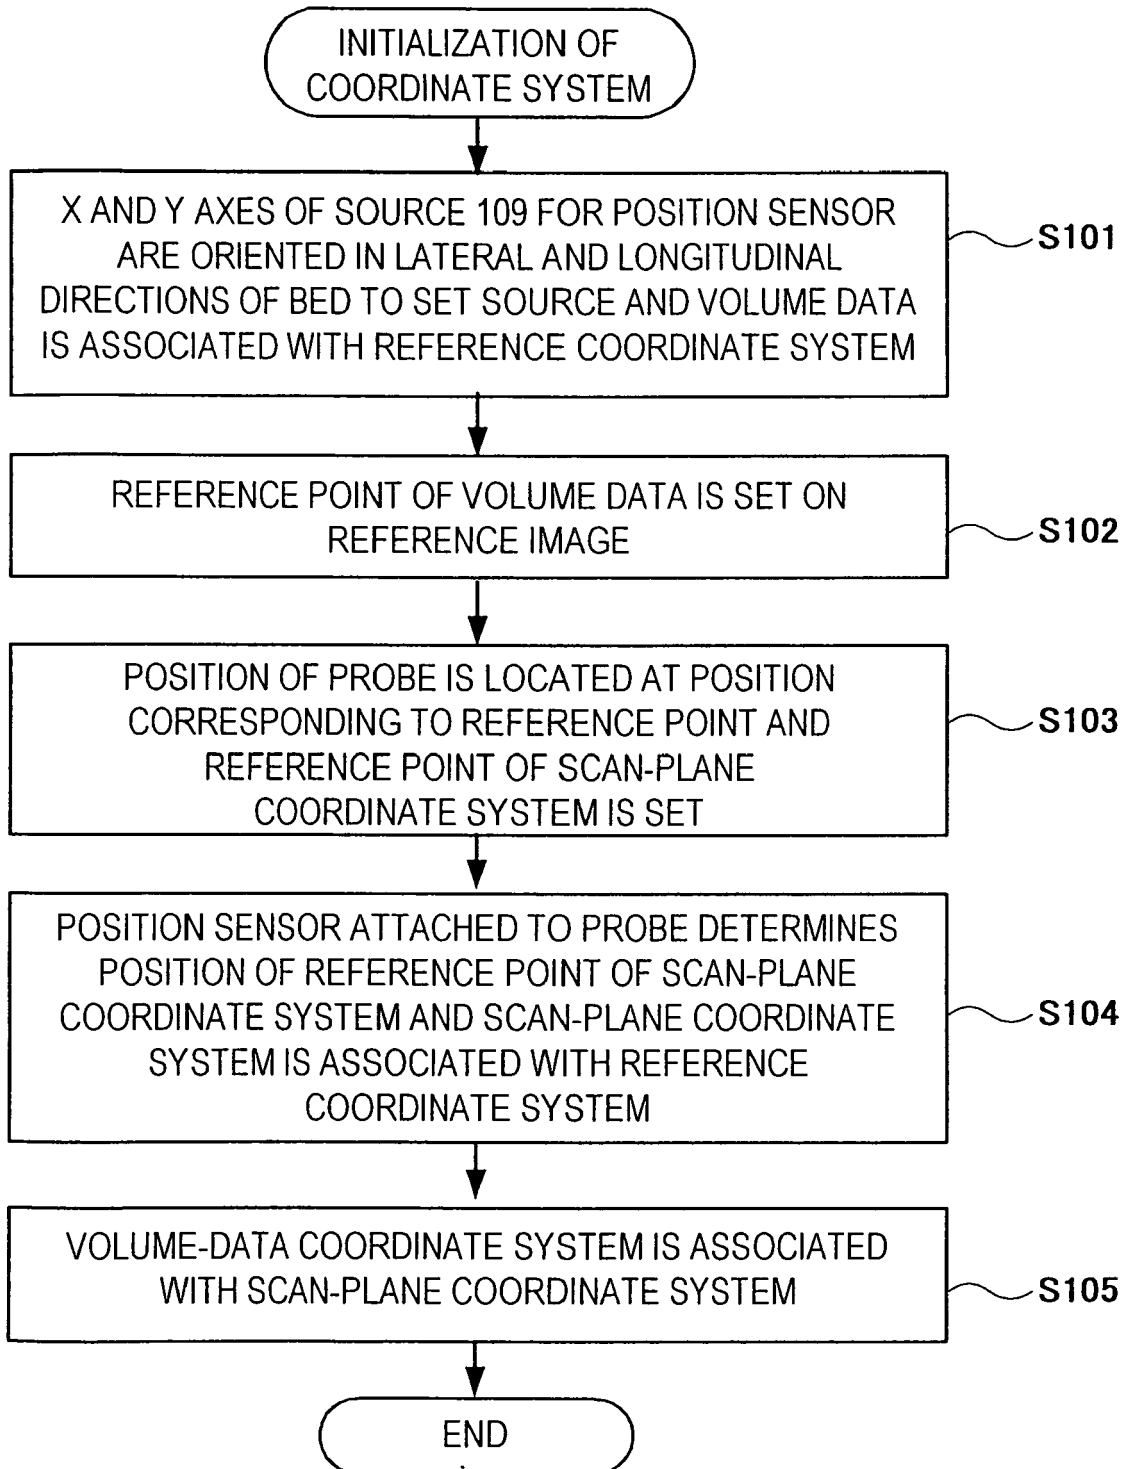 INITIALIZATION OF
COORDINATE SYSTEM
X AND Y AXES OF SOURCE 109 FOR POSITION SENSOR
ARE ORIENTED IN LATERAL AND LONGITUDINAL
DIRECTIONS OF BED TO SET SOURCE AND VOLUME DATA
IS ASSOCIATED WITH REFERENCE COORDINATE SYSTEM
S101
REFERENCE POINT OF VOLUME DATA IS SET ON
REFERENCE IMAGE
S102
POSITION OF PROBE IS LOCATED AT POSITION
CORRESPONDING TO REFERENCE POINT AND
REFERENCE POINT OF SCAN-PLANE
COORDINATE SYSTEM IS SET
S103
POSITION SENSOR ATTACHED TO PROBE DETERMINES
POSITION OF REFERENCE POINT OF SCAN-PLANE
COORDINATE SYSTEM AND SCAN-PLANE COORDINATE
SYSTEM IS ASSOCIATED WITH REFERENCE
COORDINATE SYSTEM
S104
VOLUME-DATA COORDINATE SYSTEM IS ASSOCIATED
WITH SCAN-PLANE COORDINATE SYSTEM
S105
END